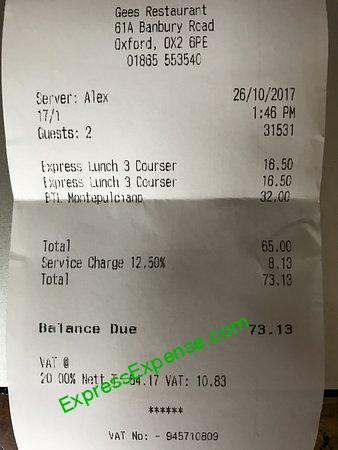 Gees Restaurant
61A Banbury Road
Oxford, OX2 6PE
01865 553540
Server: Alex 26/10/2017
17/1 1:46 PM
Guests: 2 31531
Express Lunch 3 Courser 16.50
Express Lunch 3 Courser 16.50
BTL Montepulciano 32.00
Total 65.00
Service Charge 12.50% 8.13
Total 73.13
Balance Due 73.13
VAT @
20.00% Nett 54.17 VAT: 10.83
ExpressExpense.com
******
VAT No: - 945710809